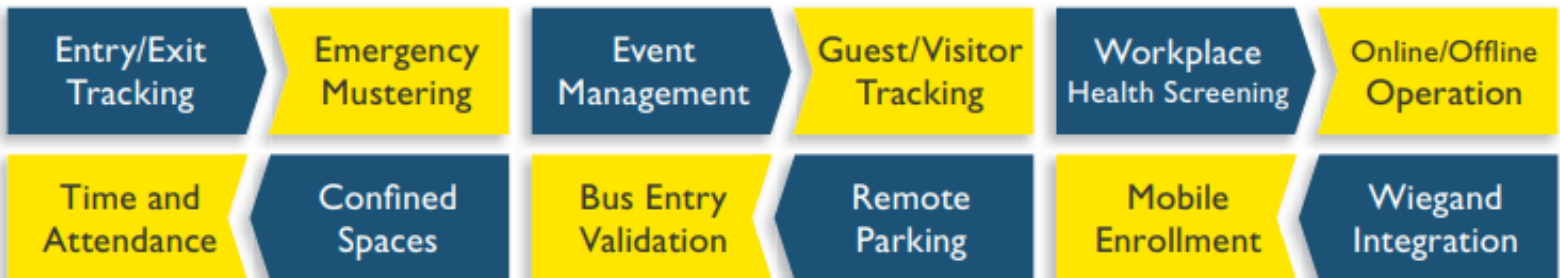 Entry/Exit
Tracking
Emergency
Mustering
Event
Management
Guest/Visitor
Tracking
Workplace
Health Screening
Online/Offline
Operation
Time and
Attendance
Confined
Spaces
Bus Entry
Validation
Remote
Parking
Mobile
Enrollment
Wiegand
Integration